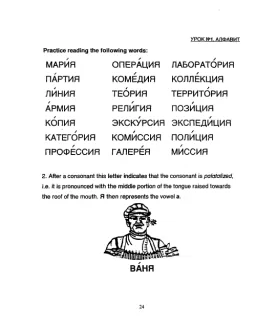 УРОК №1. АЛФАВИТ
Practice reading the following words:
МАРИ́Я ОПЕРА́ЦИЯ ЛАБОРАТО́РИЯ
ПА́РТИЯ КОМЕ́ДИЯ КОЛЛЕ́КЦИЯ
ЛИ́НИЯ ТЕО́РИЯ ТЕРРИТО́РИЯ
А́РМИЯ РЕЛИ́ГИЯ ПОЗИ́ЦИЯ
КО́ПИЯ ЭКСКУ́РСИЯ ЭКСПЕДИ́ЦИЯ
КАТЕГО́РИЯ КОМИ́ССИЯ ПОЛИ́ЦИЯ
ПРОФЕ́ССИЯ ГАЛЕРЕ́Я МИ́ССИЯ
2. After a consonant this letter indicates that the consonant is palatalized,
i.e. it is pronounced with the middle portion of the tongue raised towards
the roof of the mouth. Я then represents the vowel a.
ВА́НЯ
24